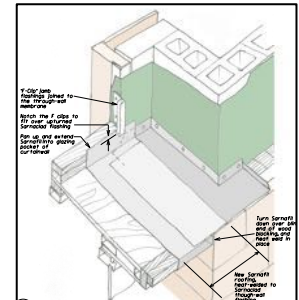 "F-Clip" jamb
flashings joined to
the through-wall
membrane
Notch the F clips to
fit over upturned
Sarnaclad flashing
Pan up and extend
Sarnafil into glazing
pocket of
curtainwall
Turn Sarnafil
down over blin
end of wood
blocking, and
heat weld in
place
New Sarnafil
roofing,
heat-welded to
Sarnaclad
though-wall